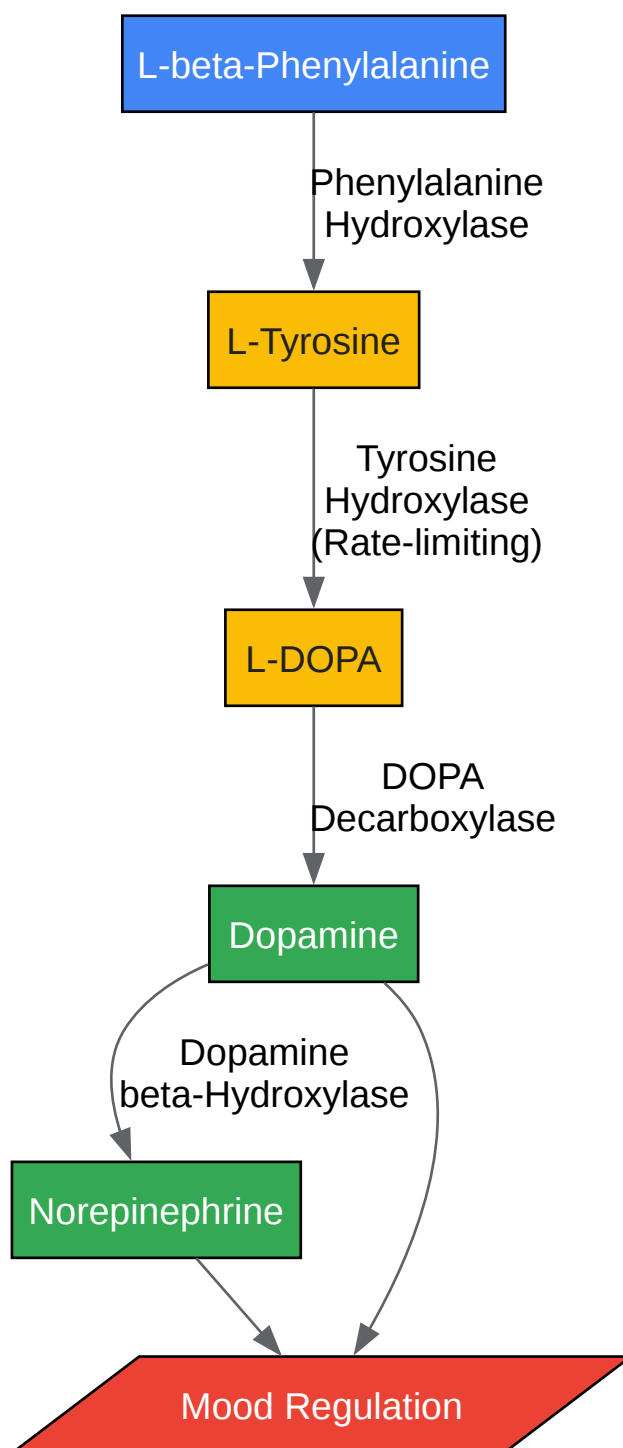 L-beta-Phenylalanine
Phenylalanine
Hydroxylase
L-Tyrosine
Tyrosine
Hydroxylase
(Rate-limiting)
L-DOPA
DOPA
Decarboxylase
Dopamine
Dopamine
beta-Hydroxylase
Norepinephrine
Mood Regulation